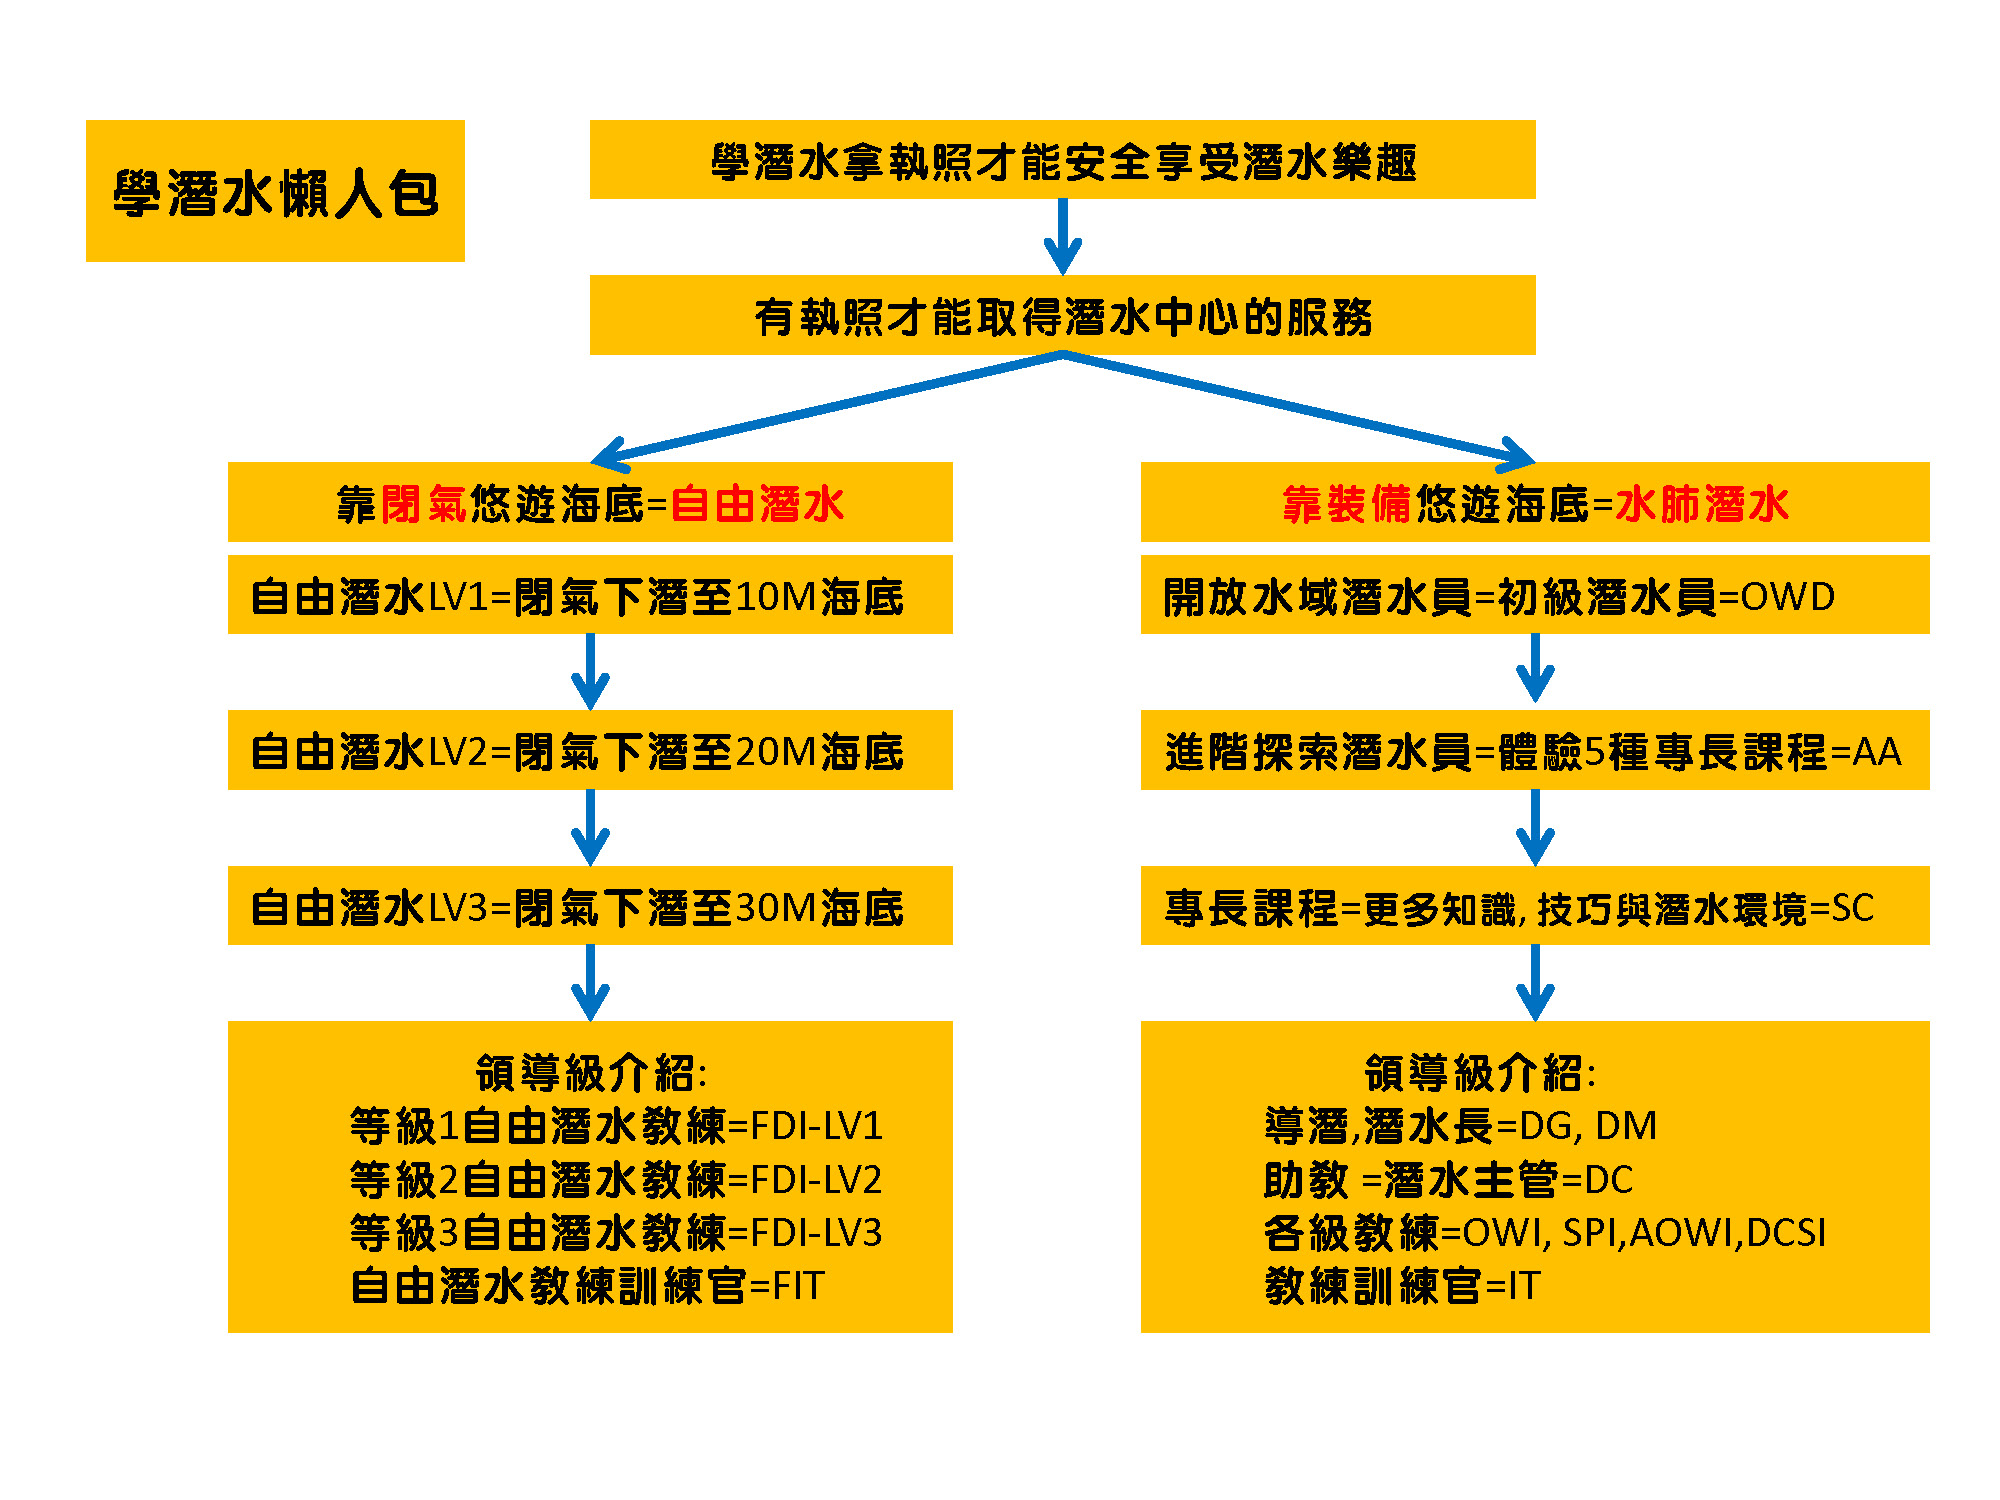 學潛水懶人包
學潛水拿執照才能安全享受潛水樂趣
有執照才能取得潛水中心的服務
靠閉氣悠遊海底=自由潛水
自由潛水LV1=閉氣下潛至10M海底
自由潛水LV2=閉氣下潛至20M海底
自由潛水LV3=閉氣下潛至30M海底
領導級介紹:
等級1自由潛水教練=FDI-LV1
等級2自由潛水教練=FDI-LV2
等級3自由潛水教練=FDI-LV3
自由潛水教練訓練官=FIT
靠裝備悠遊海底=水肺潛水
開放水域潛水員=初級潛水員=OWD
進階探索潛水員=體驗5種專長課程=AA
專長課程=更多知識, 技巧與潛水環境=SC
領導級介紹:
導潛,潛水長=DG, DM
助教 =潛水主管=DC
各級教練=OWI, SPI,AOWI,DCSI
教練訓練官=IT